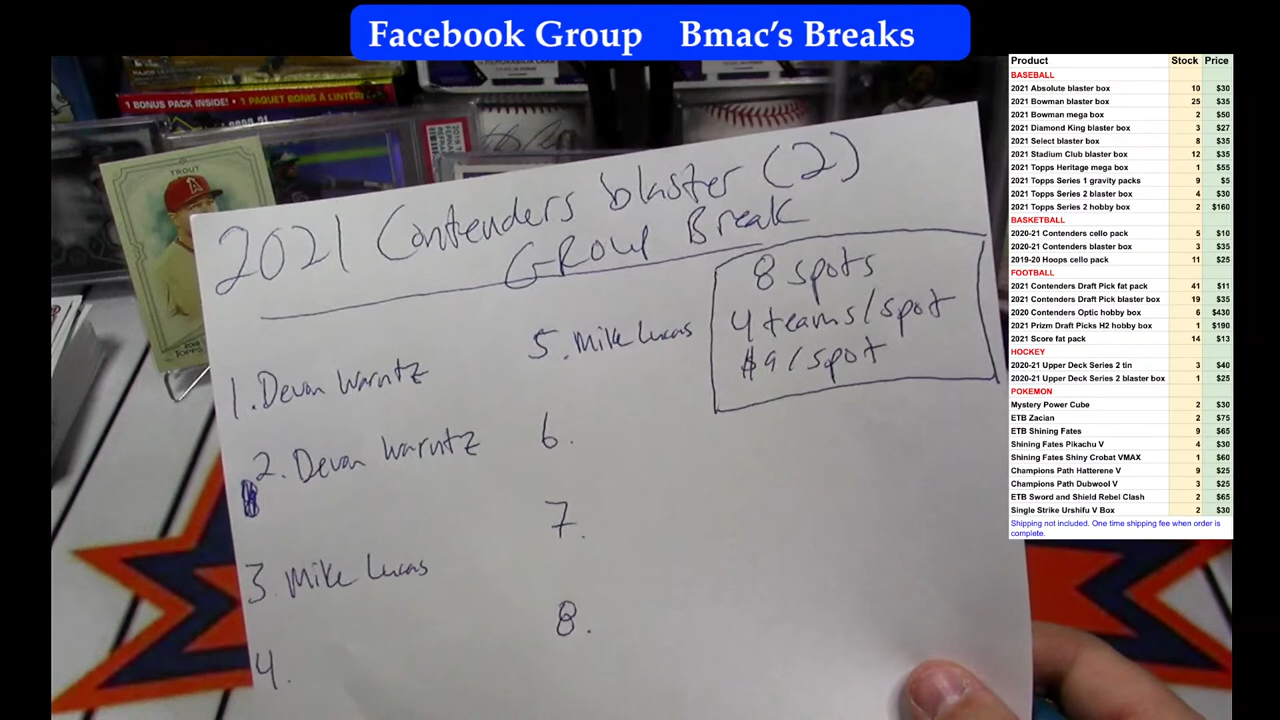 Facebook Group Bmac's Breaks
1 BONUS PACK INSIDE! • 1 PAQUET BONIS À L'INTÉRI
TROUT
2021 Contenders blaster (2)
GROUP Break
8 spots
4 teams/spot
$9/spot
1. Devon Warntz
2. Devon Warntz
3. Mike Lucas
4.
5. Mike Lucas
6.
7.
8.
Product Stock Price
BASEBALL
2021 Absolute blaster box 10 $30
2021 Bowman blaster box 25 $35
2021 Bowman mega box 2 $50
2021 Diamond King blaster box 3 $27
2021 Select blaster box 8 $35
2021 Stadium Club blaster box 12 $35
2021 Topps Heritage mega box 1 $55
2021 Topps Series 1 gravity packs 9 $5
2021 Topps Series 2 blaster box 4 $30
2021 Topps Series 2 hobby box 2 $160
BASKETBALL
2020-21 Contenders cello pack 5 $10
2020-21 Contenders blaster box 3 $35
2019-20 Hoops cello pack 11 $25
FOOTBALL
2021 Contenders Draft Pick fat pack 41 $11
2021 Contenders Draft Pick blaster box 19 $35
2020 Contenders Optic hobby box 6 $430
2021 Prizm Draft Picks H2 hobby box 1 $190
2021 Score fat pack 14 $13
HOCKEY
2020-21 Upper Deck Series 2 tin 3 $40
2020-21 Upper Deck Series 2 blaster box 1 $25
POKEMON
Mystery Power Cube 2 $30
ETB Zacian 2 $75
ETB Shining Fates 9 $65
Shining Fates Pikachu V 4 $30
Shining Fates Shiny Crobat VMAX 1 $60
Champions Path Hatterene V 9 $25
Champions Path Dubwool V 3 $25
ETB Sword and Shield Rebel Clash 2 $65
Single Strike Urshifu V Box 2 $30
Shipping not included. One time shipping fee when order is
complete.